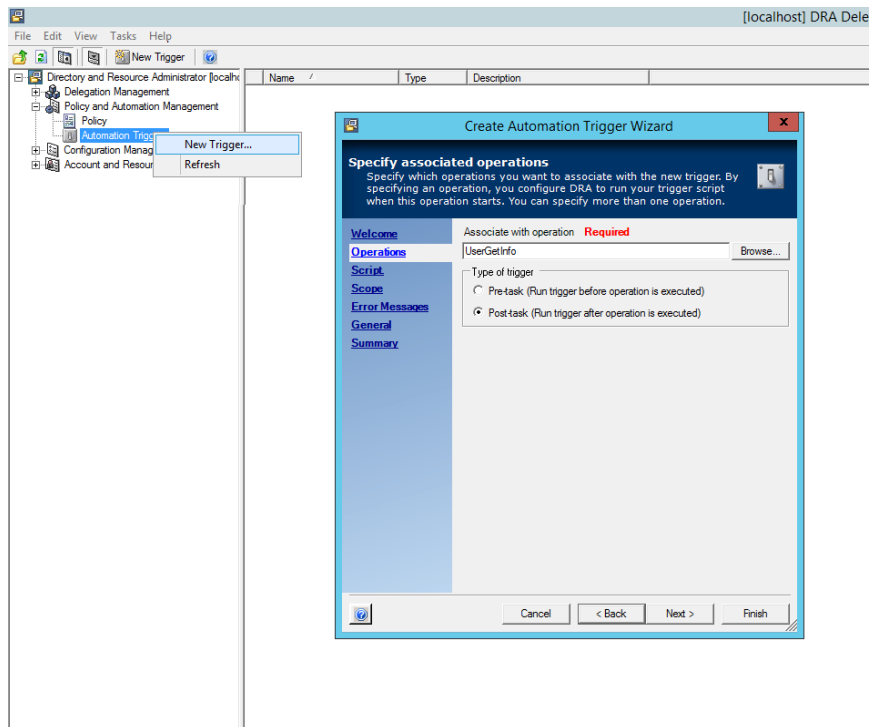 [localhost] DRA Dele
File Edit View Tasks Help
New Trigger
Directory and Resource Administrator [localho
Delegation Management
Policy and Automation Management
Policy
Automation Trigg
Configuration Manag
Account and Resour
New Trigger...
Refresh
Name Type Description
Create Automation Trigger Wizard
x
Specify associated operations
Specify which operations you want to associate with the new trigger. By
specifying an operation, you configure DRA to run your trigger script
when this operation starts. You can specify more than one operation.
Welcome
Operations
Script
Scope
Error Messages
General
Summary
Associate with operation Required
UserGetInfo Browse...
Type of trigger
Pre-task (Run trigger before operation is executed)
Post-task (Run trigger after operation is executed)
Cancel < Back Next > Finish